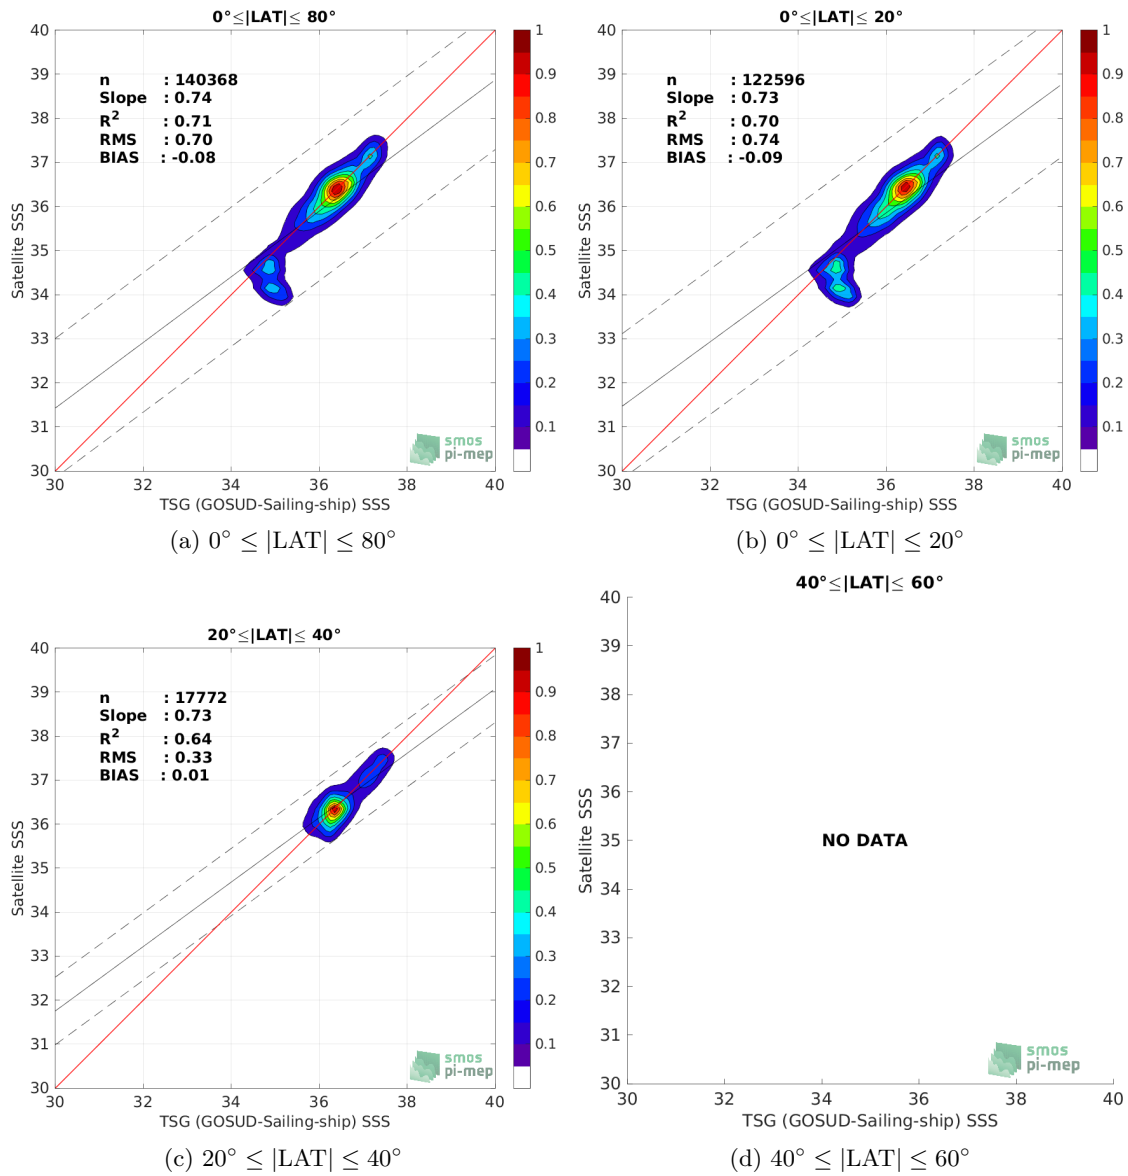 0°≤|LAT|≤ 80°
40
39
38
37
36
35
34
33
32
31
30
Satellite SSS
n : 140368
Slope : 0.74
R² : 0.71
RMS : 0.70
BIAS : -0.08
smos
pi-mep
30 32 34 36 38 40
TSG (GOSUD-Sailing-ship) SSS
1
0.9
0.8
0.7
0.6
0.5
0.4
0.3
0.2
0.1
(a) 0° ≤ |LAT| ≤ 80°
0°≤|LAT|≤ 20°
40
39
38
37
36
35
34
33
32
31
30
Satellite SSS
n : 122596
Slope : 0.73
R² : 0.70
RMS : 0.74
BIAS : -0.09
smos
pi-mep
30 32 34 36 38 40
TSG (GOSUD-Sailing-ship) SSS
1
0.9
0.8
0.7
0.6
0.5
0.4
0.3
0.2
0.1
(b) 0° ≤ |LAT| ≤ 20°
20°≤|LAT|≤ 40°
40
39
38
37
36
35
34
33
32
31
30
Satellite SSS
n : 17772
Slope : 0.73
R² : 0.64
RMS : 0.33
BIAS : 0.01
smos
pi-mep
30 32 34 36 38 40
TSG (GOSUD-Sailing-ship) SSS
1
0.9
0.8
0.7
0.6
0.5
0.4
0.3
0.2
0.1
(c) 20° ≤ |LAT| ≤ 40°
40°≤|LAT|≤ 60°
40
39
38
37
36
35
34
33
32
31
30
Satellite SSS
NO DATA
smos
pi-mep
30 32 34 36 38 40
TSG (GOSUD-Sailing-ship) SSS
(d) 40° ≤ |LAT| ≤ 60°